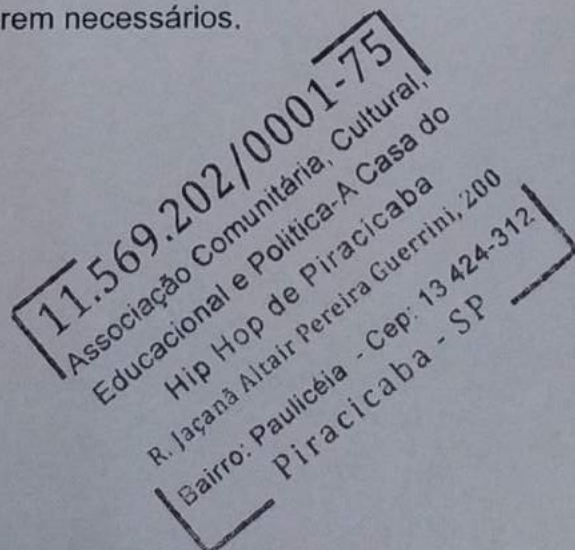 rem necessários.
11.569.202/0001-75
Associação Comunitária, Cultural,
Educacional e Politica-A Casa do
Hip Hop de Piracicaba
R. Jaçanã Altair Pereira Guerrini, 200
Bairro: Paulicéia - Cep: 13 424-312
Piracicaba - SP